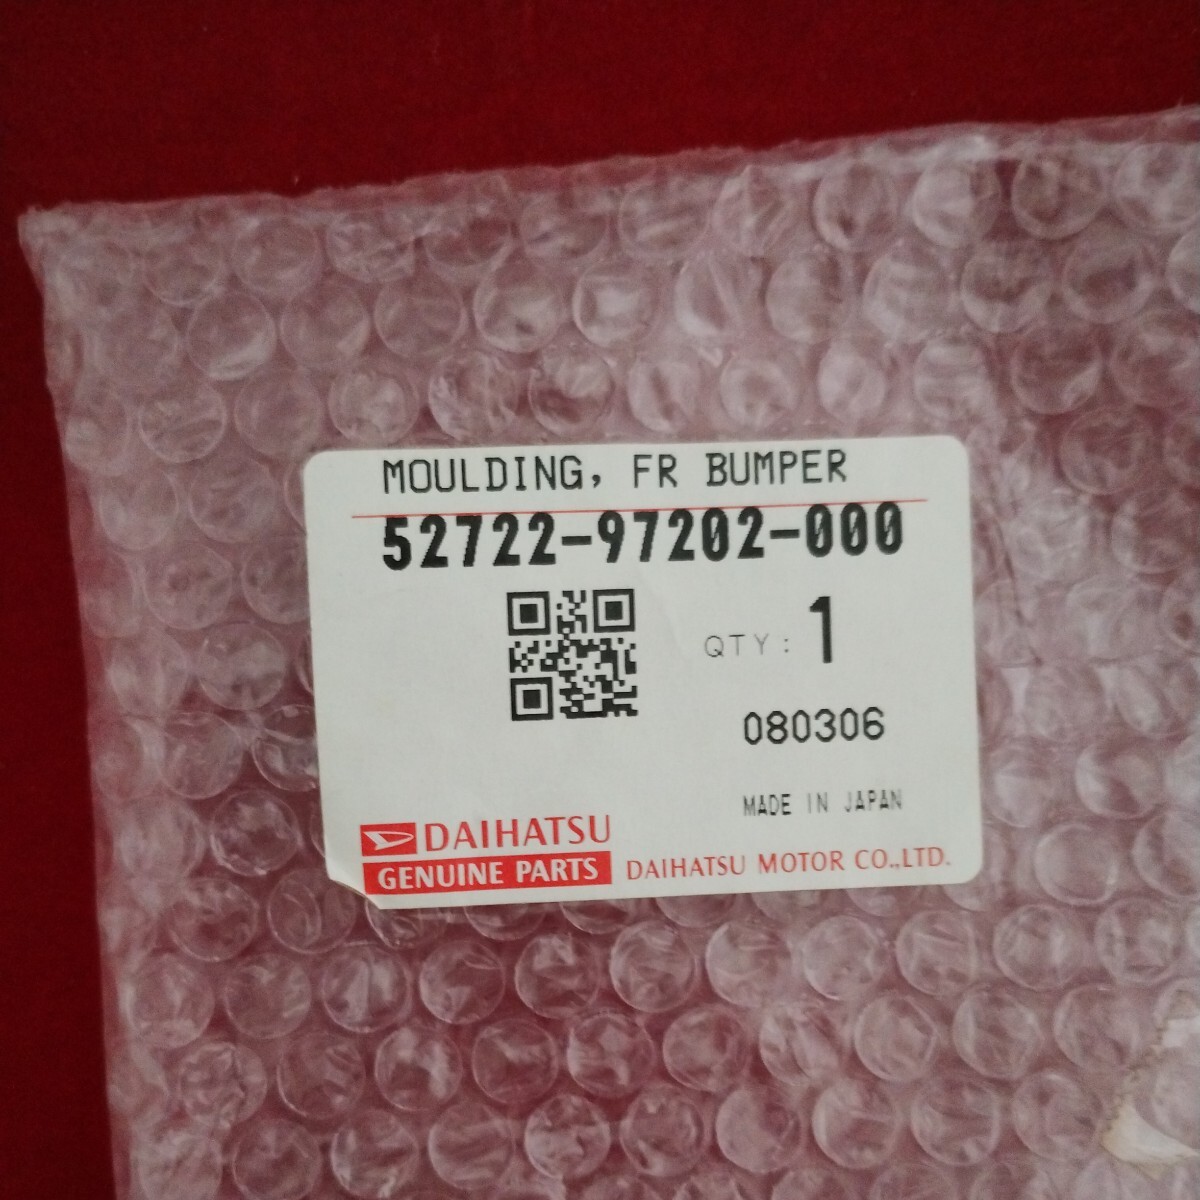 MOULDING, FR BUMPER
52722-97202-000
QTY: 1
080306
MADE IN JAPAN
DAIHATSU
GENUINE PARTS DAIHATSU MOTOR CO.,LTD.